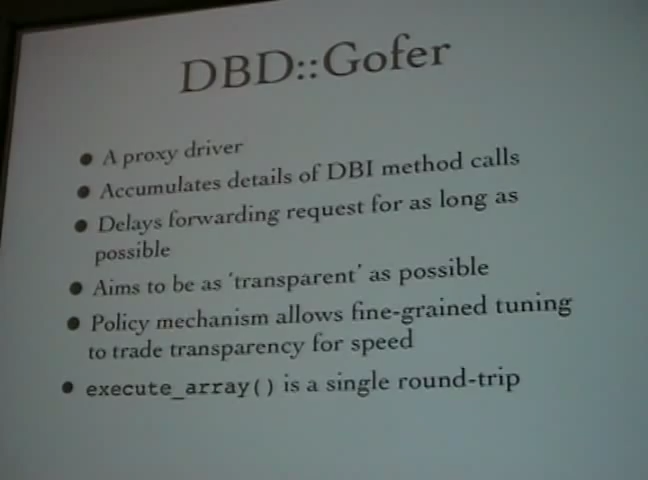 DBD::Gofer
• A proxy driver
• Accumulates details of DBI method calls
• Delays forwarding request for as long as
possible
• Aims to be as 'transparent' as possible
• Policy mechanism allows fine-grained tuning
to trade transparency for speed
• execute_array() is a single round-trip